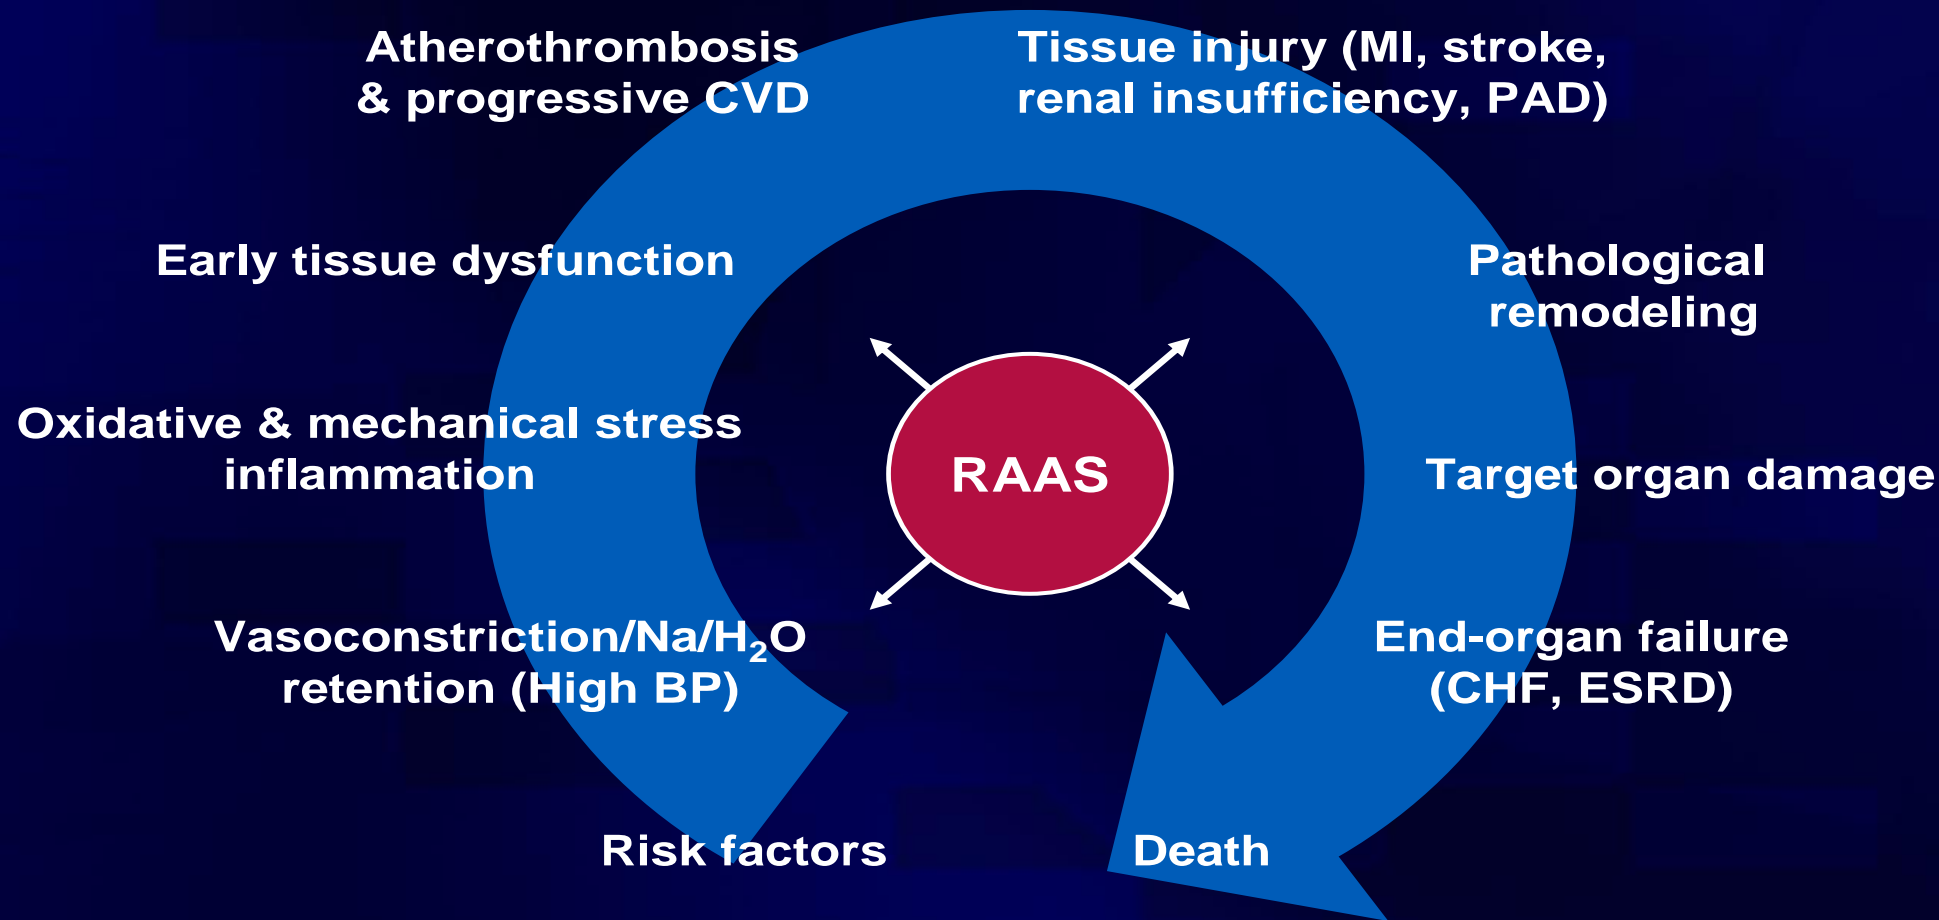 Atherothrombosis
& progressive CVD
Tissue injury (MI, stroke,
renal insufficiency, PAD)
Early tissue dysfunction
Pathological
remodeling
Oxidative & mechanical stress
inflammation
RAAS
Target organ damage
Vasoconstriction/Na/H₂O
retention (High BP)
End-organ failure
(CHF, ESRD)
Risk factors
Death